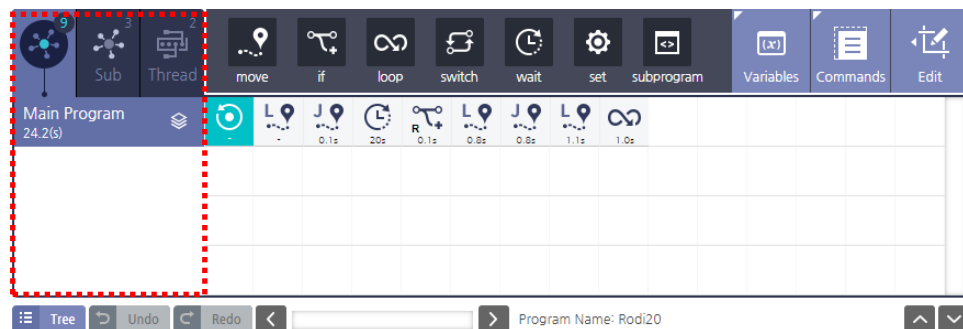 9
3
2
Sub
Thread
move
if
loop
switch
wait
set
subprogram
(x)
Variables
Commands
Edit
Main Program
24.2(s)
-
L
-
J
0.1s
20s
R
0.1s
L
0.8s
J
0.8s
L
1.1s
1.0s
Tree
Undo
Redo
Program Name: Rodi20